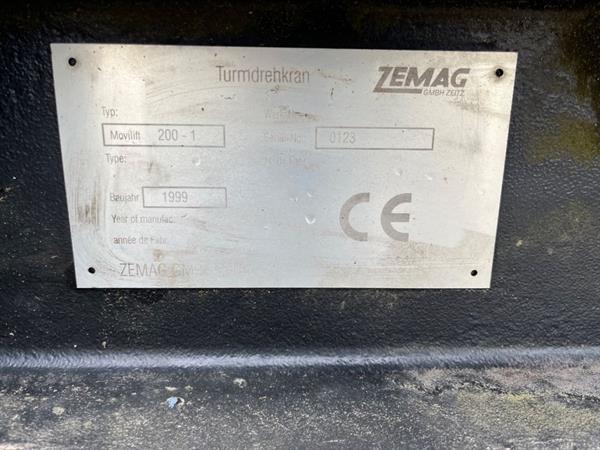 Turmdrehkran
ZEMAG
GMBH ZEITZ
Typ:
Movilift 200 - 1
0123
Type:
Baujahr 1999
Year of manufac.
année de Fabr.
CE
ZEMAG